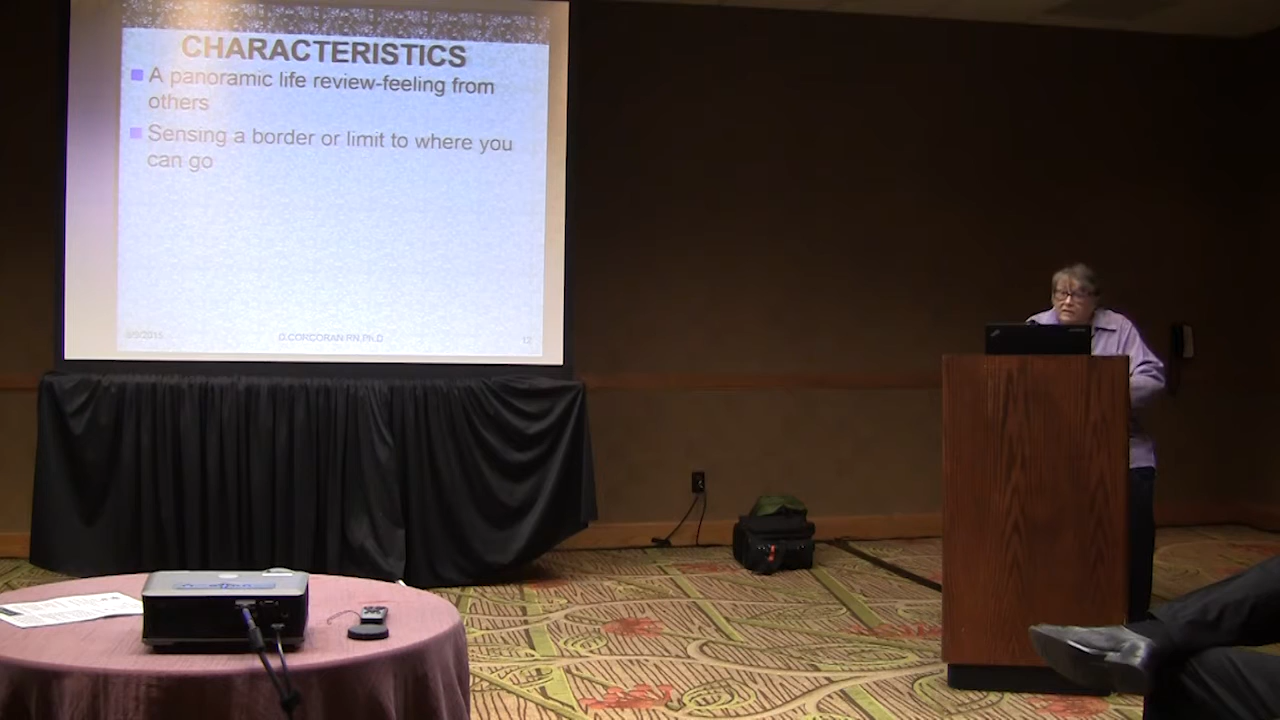 CHARACTERISTICS
A panoramic life review-feeling from
others
Sensing a border or limit to where you
can go
D.CORCORAN RN,Ph.D
12